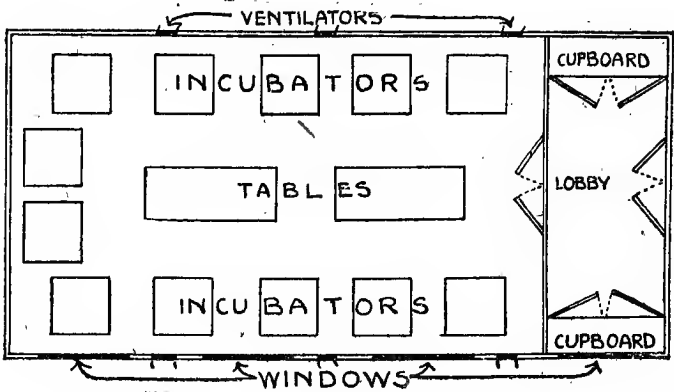 VENTILATORS
CUPBOARD
INCUBATORS
TABLES
LOBBY
INCUBATORS
CUPBOARD
WINDOWS